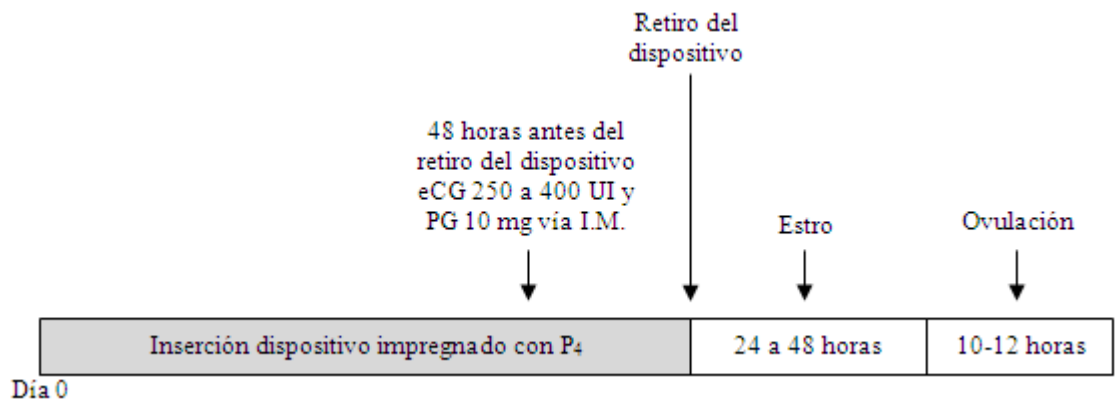 Retiro del
dispositivo
48 horas antes del
retiro del dispositivo
eCG 250 a 400 UI y
PG 10 mg vía I.M.
Estro
Ovulación
Inserción dispositivo impregnado con P₄
24 a 48 horas
10-12 horas
Día 0